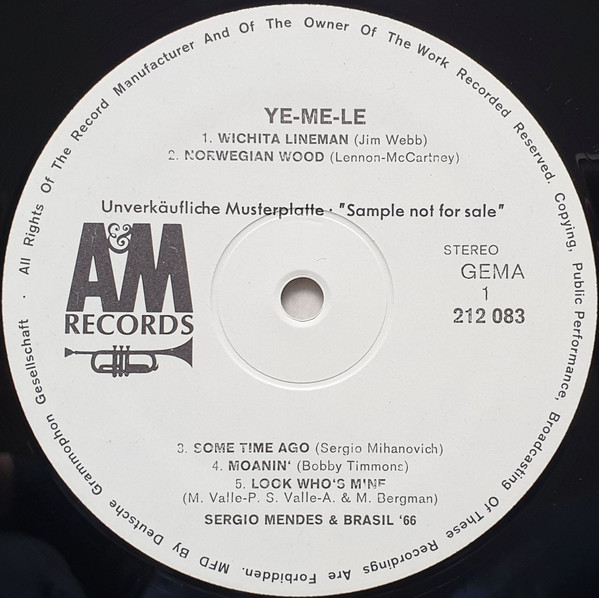 All Rights Of The Record Manufacturer And Of The Owner Of The Work Recorded Reserved. Copying, Public Performance, Broadcasting Of These Recordings Are Forbidden. MFD By Deutsche Grammophon Gesellschaft ·
YE-ME-LE
1. WICHITA LINEMAN (Jim Webb)
2. NORWEGIAN WOOD (Lennon-McCartney)
Unverkäufliche Musterplatte · "Sample not for sale"
A&M
RECORDS
STEREO
GEMA
1
212 083
3. SOME TIME AGO (Sergio Mihanovich)
4. MOANIN' (Bobby Timmons)
5. LOOK WHO'S MINE
(M. Valle-P. S. Valle-A. & M. Bergman)
SERGIO MENDES & BRASIL '66